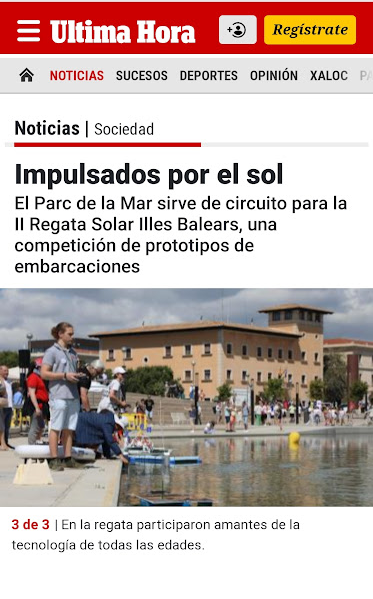 Ultima Hora
Regístrate
NOTICIAS SUCESOS DEPORTES OPINIÓN XALOC
Noticias | Sociedad
Impulsados por el sol
El Parc de la Mar sirve de circuito para la
II Regata Solar Illes Balears, una
competición de prototipos de
embarcaciones
3 de 3 | En la regata participaron amantes de la
tecnología de todas las edades.